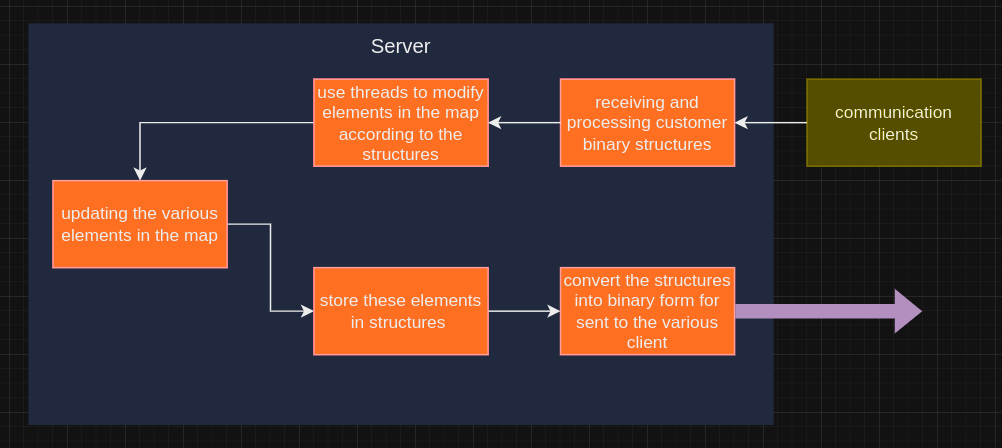 Server
use threads to modify
elements in the map
according to the
structures
receiving and
processing customer
binary structures
communication
clients
updating the various
elements in the map
store these elements
in structures
convert the structures
into binary form for
sent to the various
client